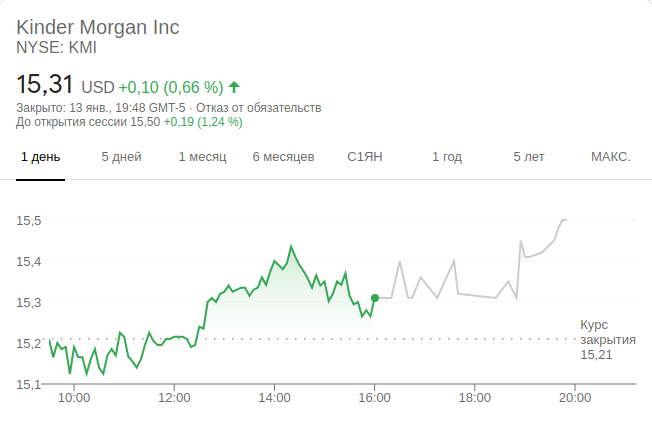 Kinder Morgan Inc
NYSE: KMI
15,31 USD +0,10 (0,66 %)
Закрыто: 13 янв., 19:48 GMT-5 · Отказ от обязательств
До открытия сессии 15,50 +0,19 (1,24 %)
1 день 5 дней 1 месяц 6 месяцев С1ЯН 1 год 5 лет МАКС.
15,5
15,4
15,3
15,2
15,1
Курс
закрытия
15,21
10:00 12:00 14:00 16:00 18:00 20:00